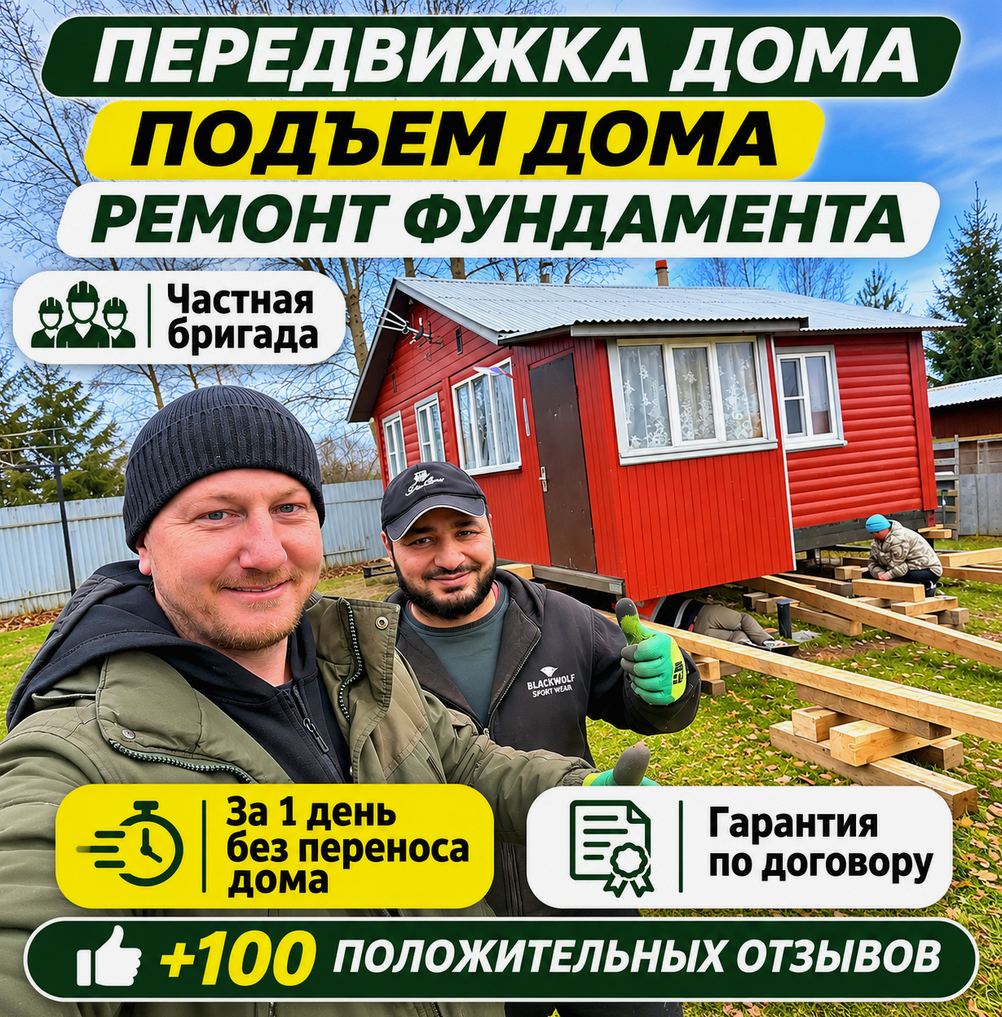 ПЕРЕДВИЖКА ДОМА
ПОДЪЕМ ДОМА
РЕМОНТ ФУНДАМЕНТА
Частная
бригада
BLACKWOLF
SPORT WEAR
За 1 день
без переноса
дома
Гарантия
по договору
+100 ПОЛОЖИТЕЛЬНЫХ ОТЗЫВОВ